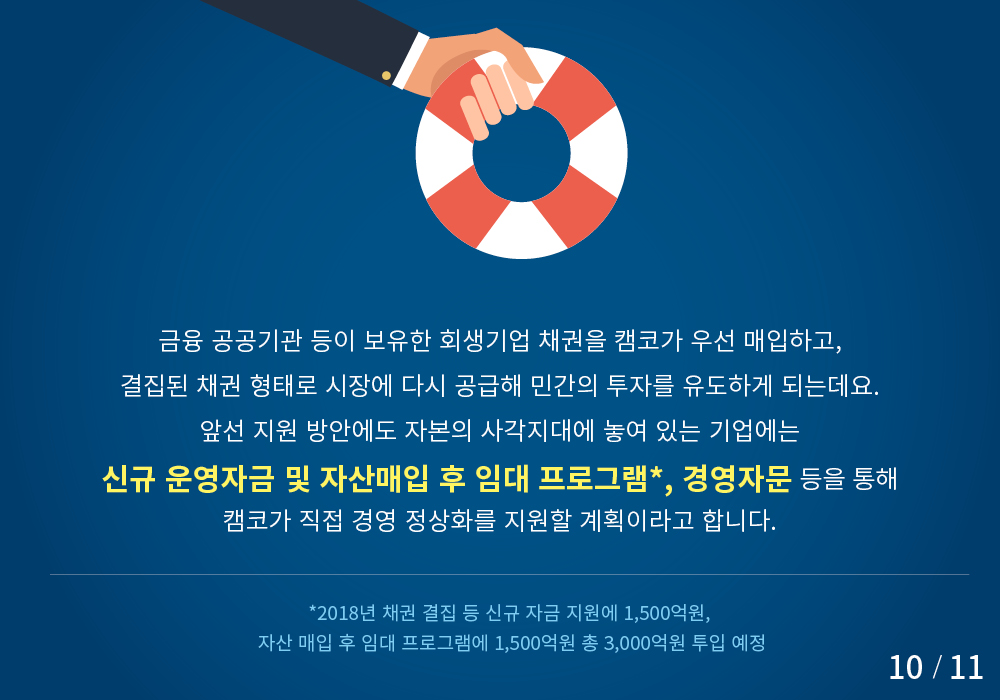 금융 공공기관 등이 보유한 회생기업 채권을 캠코가 우선 매입하고,
결집된 채권 형태로 시장에 다시 공급해 민간의 투자를 유도하게 되는데요.
앞선 지원 방안에도 자본의 사각지대에 놓여 있는 기업에는
신규 운영자금 및 자산매입 후 임대 프로그램*, 경영자문 등을 통해
캠코가 직접 경영 정상화를 지원할 계획이라고 합니다.
*2018년 채권 결집 등 신규 자금 지원에 1,500억원,
자산 매입 후 임대 프로그램에 1,500억원 총 3,000억원 투입 예정
10 / 11